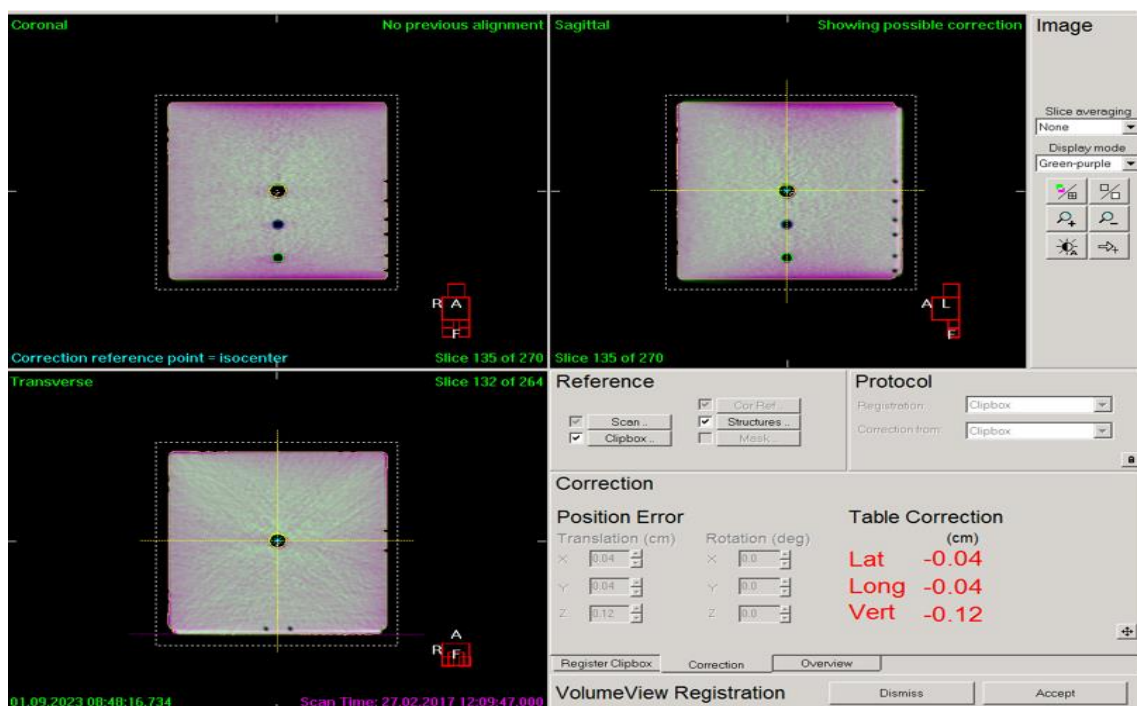 Coronal
No previous alignment
Sagittal
Showing possible correction
Image
Slice averaging
None
Display mode
Green-purple
R A
F
A L
F
Correction reference point = isocenter
Slice 135 of 270
Slice 135 of 270
Transverse
Slice 132 of 264
A
R F
01.09.2023 08:48:16.734
Scan Time: 27.02.2017 12:09:47.000
Reference
Scan ..
Clipbox ..
Cor Ref ..
Structures ..
Mask ..
Protocol
Registration: Clipbox
Correction from: Clipbox
Correction
Position Error
Translation (cm) Rotation (deg)
X 0.04 X 0.0
Y 0.04 Y 0.0
Z 0.12 Z 0.0
Table Correction
(cm)
Lat -0.04
Long -0.04
Vert -0.12
Register Clipbox Correction Overview
VolumeView Registration Dismiss Accept